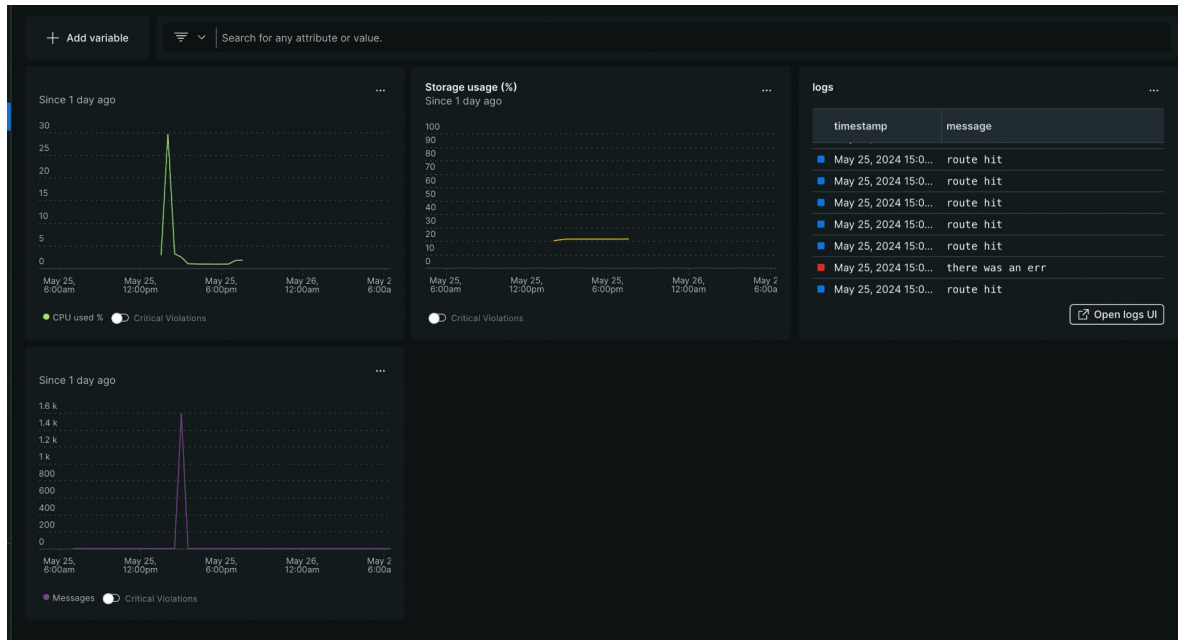 + Add variable
Search for any attribute or value.
...
Since 1 day ago
30
25
20
15
10
5
0
May 25, 6:00am
May 25, 12:00pm
May 25, 6:00pm
May 26, 12:00am
May 2 6:00a
CPU used % Critical Violations
Storage usage (%) ...
Since 1 day ago
100
90
80
70
60
50
40
30
20
10
0
May 25, 6:00am
May 25, 12:00pm
May 25, 6:00pm
May 26, 12:00am
May 2 6:00a
Critical Violations
logs ...
timestamp message
May 25, 2024 15:0... route hit
May 25, 2024 15:0... route hit
May 25, 2024 15:0... route hit
May 25, 2024 15:0... route hit
May 25, 2024 15:0... route hit
May 25, 2024 15:0... there was an err
May 25, 2024 15:0... route hit
Open logs UI
...
Since 1 day ago
1.6 k
1.4 k
1.2 k
1 k
800
600
400
200
0
May 25, 6:00am
May 25, 12:00pm
May 25, 6:00pm
May 26, 12:00am
May 2 6:00a
Messages Critical Violations